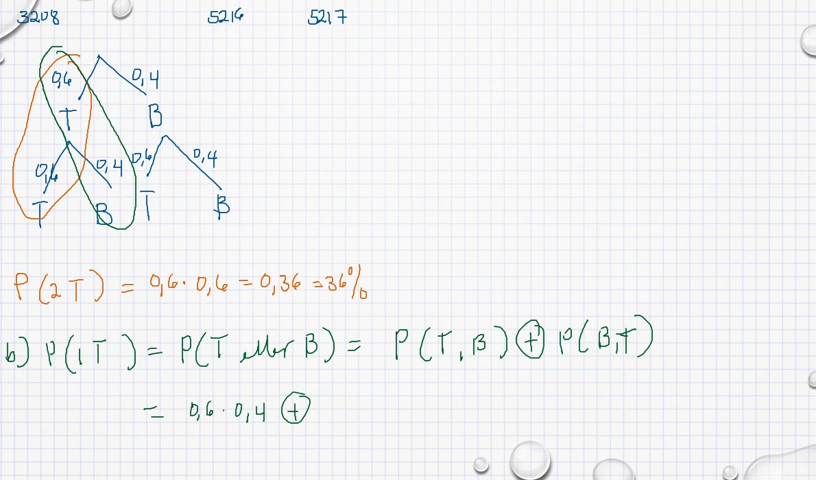 3208 5216 5217
0,6 0,4
T B
0,6 0,4 0,6 0,4
T B T B
P(2T) = 0,6·0,6 = 0,36 = 36%
b) P(1T) = P(T eller B) = P(T,B) + P(B,T)
= 0,6·0,4 +